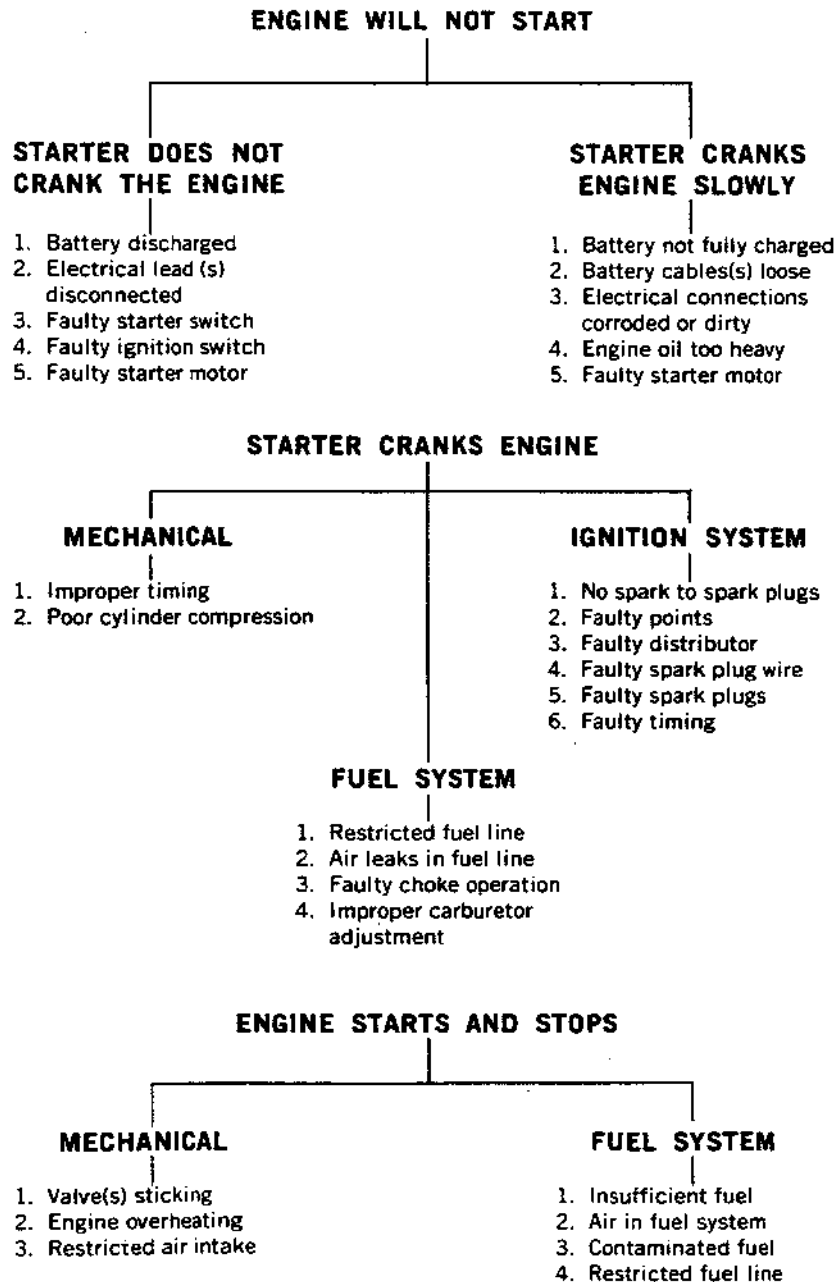 ENGINE WILL NOT START
STARTER DOES NOT
CRANK THE ENGINE
1. Battery discharged
2. Electrical lead (s)
disconnected
3. Faulty starter switch
4. Faulty ignition switch
5. Faulty starter motor
STARTER CRANKS
ENGINE SLOWLY
1. Battery not fully charged
2. Battery cables(s) loose
3. Electrical connections
corroded or dirty
4. Engine oil too heavy
5. Faulty starter motor
STARTER CRANKS ENGINE
MECHANICAL
1. Improper timing
2. Poor cylinder compression
IGNITION SYSTEM
1. No spark to spark plugs
2. Faulty points
3. Faulty distributor
4. Faulty spark plug wire
5. Faulty spark plugs
6. Faulty timing
FUEL SYSTEM
1. Restricted fuel line
2. Air leaks in fuel line
3. Faulty choke operation
4. Improper carburetor
adjustment
ENGINE STARTS AND STOPS
MECHANICAL
1. Valve(s) sticking
2. Engine overheating
3. Restricted air intake
FUEL SYSTEM
1. Insufficient fuel
2. Air in fuel system
3. Contaminated fuel
4. Restricted fuel line